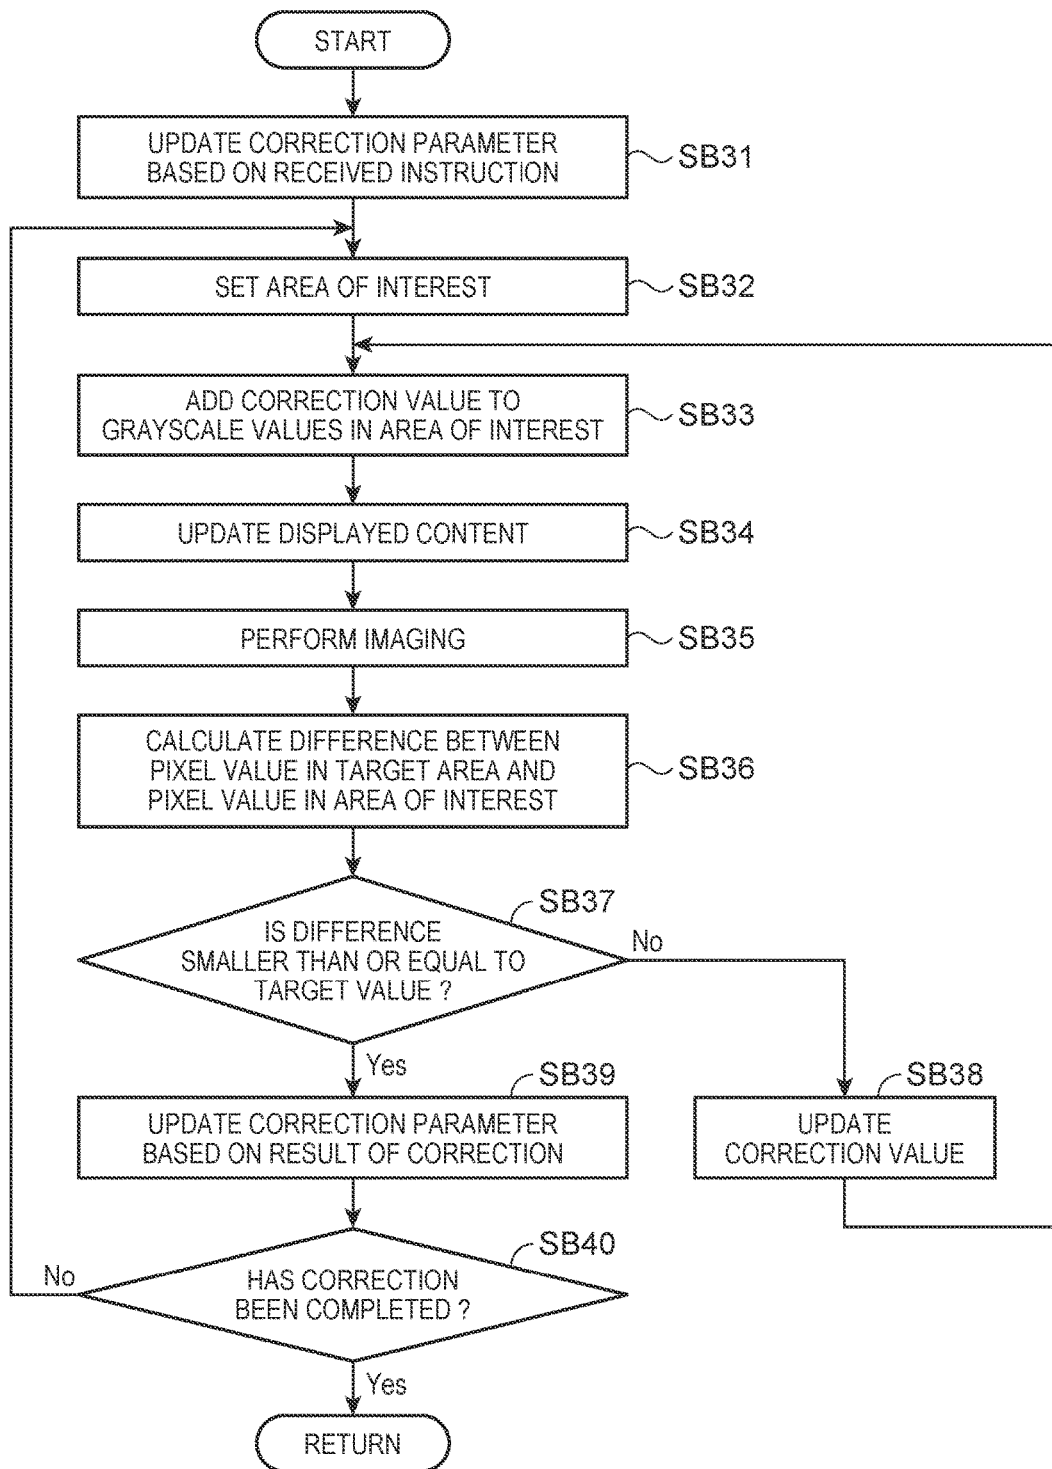 START
UPDATE CORRECTION PARAMETER
BASED ON RECEIVED INSTRUCTION
SB31
SET AREA OF INTEREST
SB32
ADD CORRECTION VALUE TO
GRAYSCALE VALUES IN AREA OF INTEREST
SB33
UPDATE DISPLAYED CONTENT
SB34
PERFORM IMAGING
SB35
CALCULATE DIFFERENCE BETWEEN
PIXEL VALUE IN TARGET AREA AND
PIXEL VALUE IN AREA OF INTEREST
SB36
SB37
IS DIFFERENCE
SMALLER THAN OR EQUAL TO
TARGET VALUE ?
No
Yes
SB39
UPDATE CORRECTION PARAMETER
BASED ON RESULT OF CORRECTION
SB38
UPDATE
CORRECTION VALUE
SB40
HAS CORRECTION
BEEN COMPLETED ?
No
Yes
RETURN